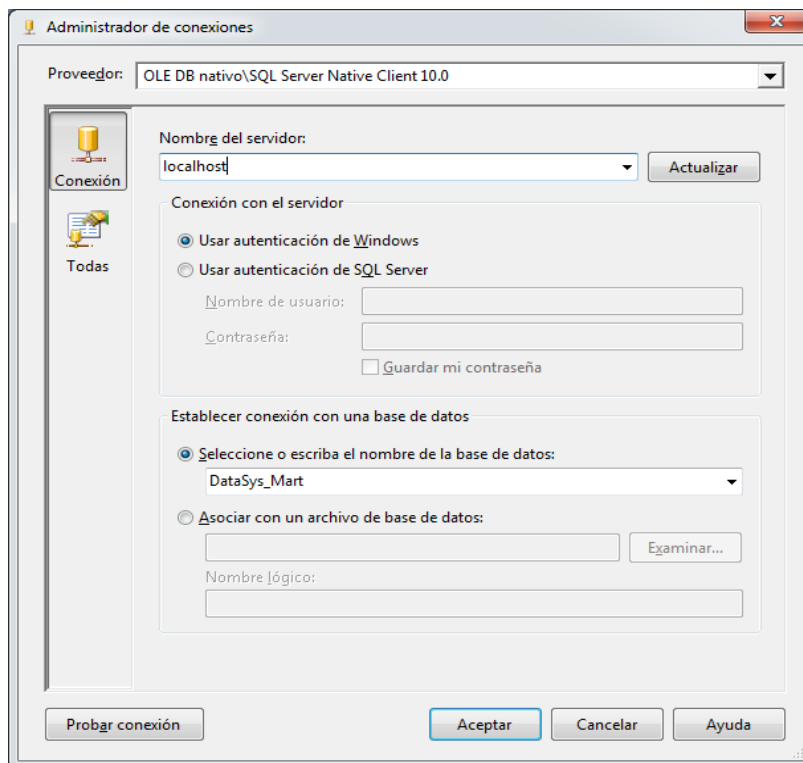 Administrador de conexiones
Proveedor: OLE DB nativo\SQL Server Native Client 10.0
Conexión
Todas
Nombre del servidor:
localhost
Actualizar
Conexión con el servidor
Usar autenticación de Windows
Usar autenticación de SQL Server
Nombre de usuario:
Contraseña:
Guardar mi contraseña
Establecer conexión con una base de datos
Seleccione o escriba el nombre de la base de datos:
DataSys_Mart
Asociar con un archivo de base de datos:
Examinar...
Nombre lógico:
Probar conexión Aceptar Cancelar Ayuda